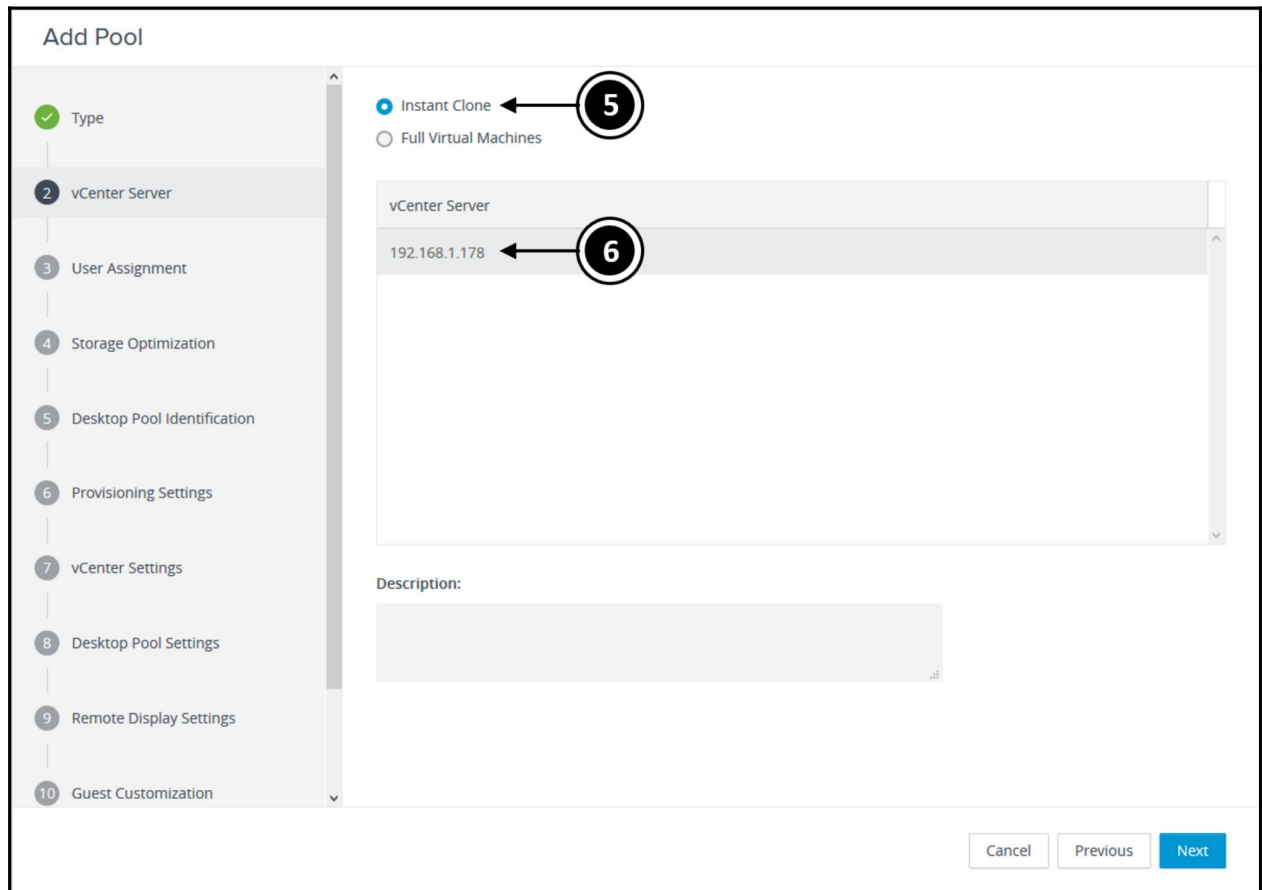 Add Pool
Type
2 vCenter Server
3 User Assignment
4 Storage Optimization
5 Desktop Pool Identification
6 Provisioning Settings
7 vCenter Settings
8 Desktop Pool Settings
9 Remote Display Settings
10 Guest Customization
Instant Clone 5
Full Virtual Machines
vCenter Server
192.168.1.178 6
Description:
Cancel Previous Next